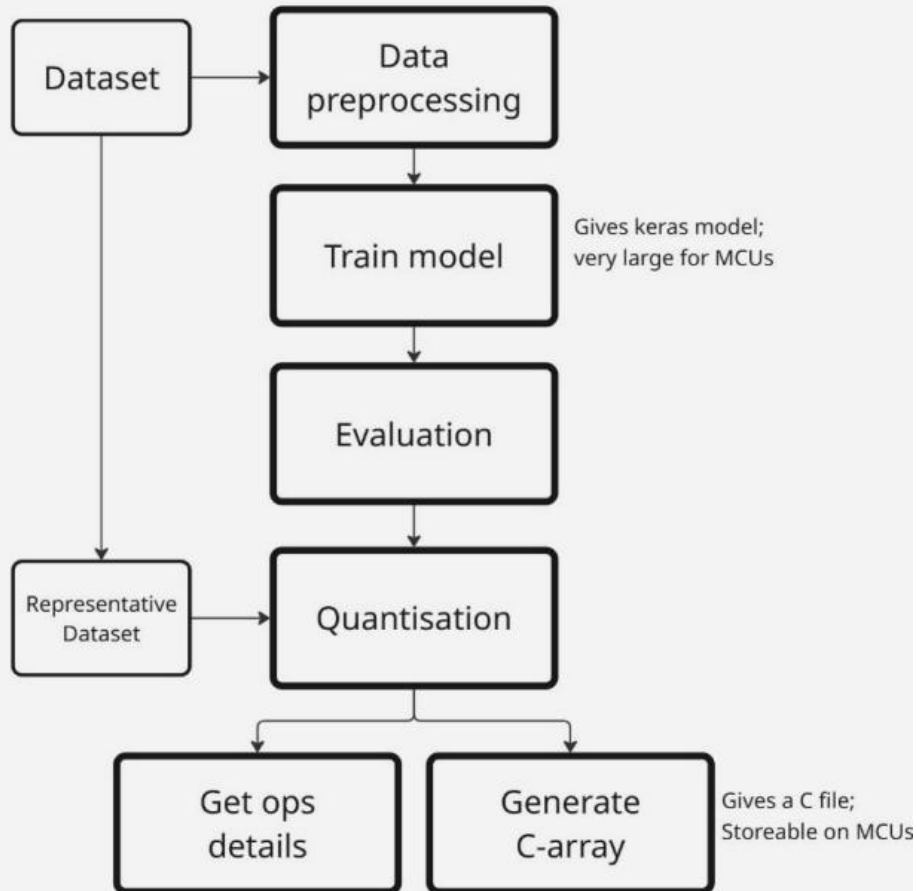 Dataset
Data
preprocessing
Train model
Gives keras model;
very large for MCUs
Evaluation
Representative
Dataset
Quantisation
Get ops
details
Generate
C-array
Gives a C file;
Storeable on MCUs